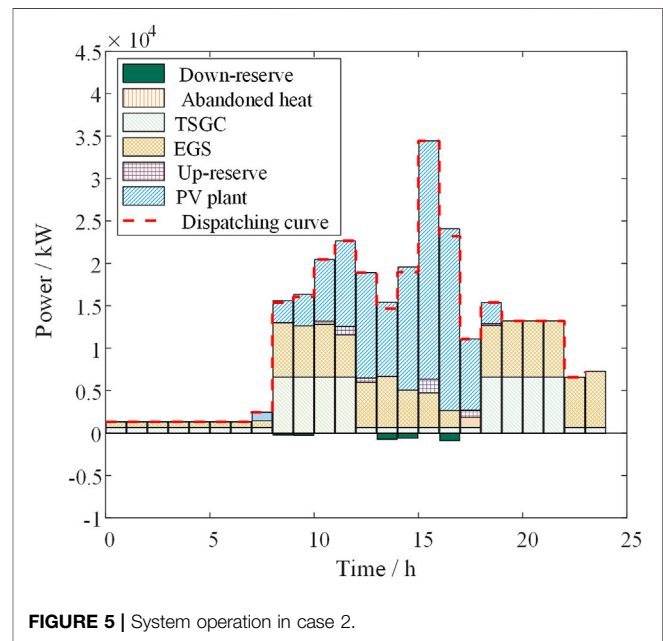 × 10⁴
4.5
4
3.5
3
2.5
2
1.5
1
0.5
0
-0.5
-1
Power / kW
Down-reserve
Abandoned heat
TSGC
EGS
Up-reserve
PV plant
Dispatching curve
0 5 10 15 20 25
Time / h
FIGURE 5 | System operation in case 2.